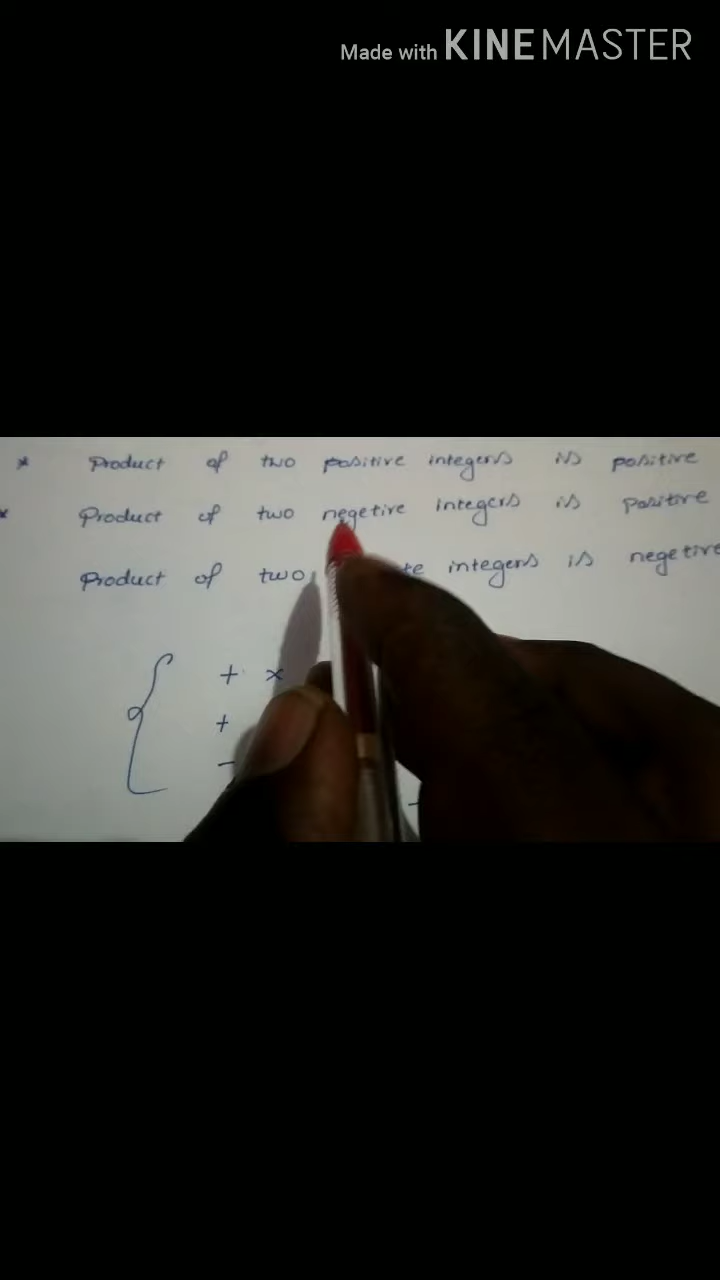 Made with KINEMASTER
* Product of two positive integers is positive
* Product of two negetive integers is Positive
Product of two integers is negetive
{ + ×
+
-